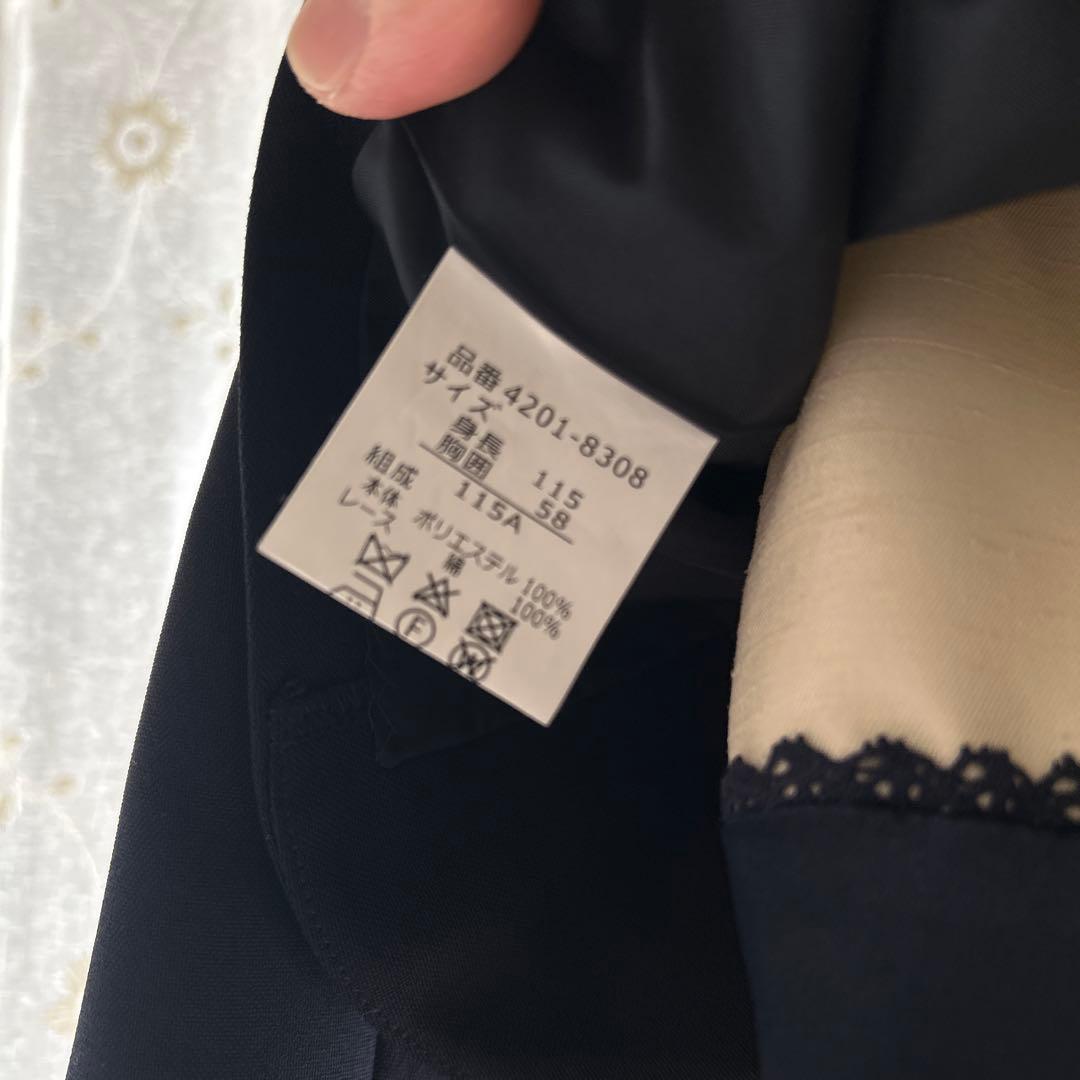 品番 4201-8308
サイズ
身長 115
胸囲 58
115A
組成
本体 ポリエステル 100%
レース 綿 100%
F
W